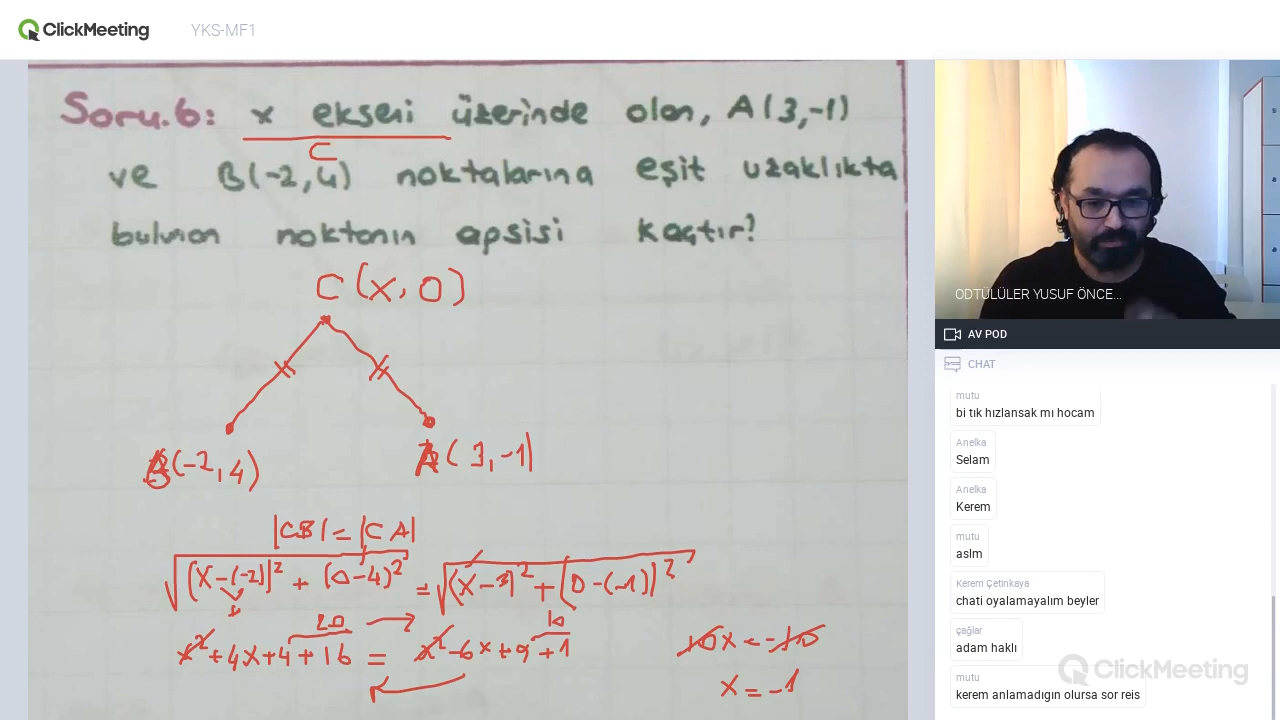 ClickMeeting YKS-MF1
Soru.6: x ekseni üzerinde olan, A(3,-1)
C
ve B(-2,4) noktalarına eşit uzaklıkta
bulunan noktanın apsisi kaçtır?
C(x,0)
B(-2,4) A(3,-1)
|CB|=|CA|
√(x-(-2))²+(0-4)² = √(x-3)²+(0-(-1))²
+
20 10
x²+4x+4+16 = x²-6x+9+1
10x=-10
x=-1
ODTÜLÜLER YUSUF ÖNCE...
AV POD
CHAT
mutu
bi tık hızlansak mı hocam
Anelka
Selam
Anelka
Kerem
mutu
aslm
Kerem Çetinkaya
chati oyalamayalım beyler
çağlar
adam haklı
mutu
kerem anlamadıgın olursa sor reis
ClickMeeting